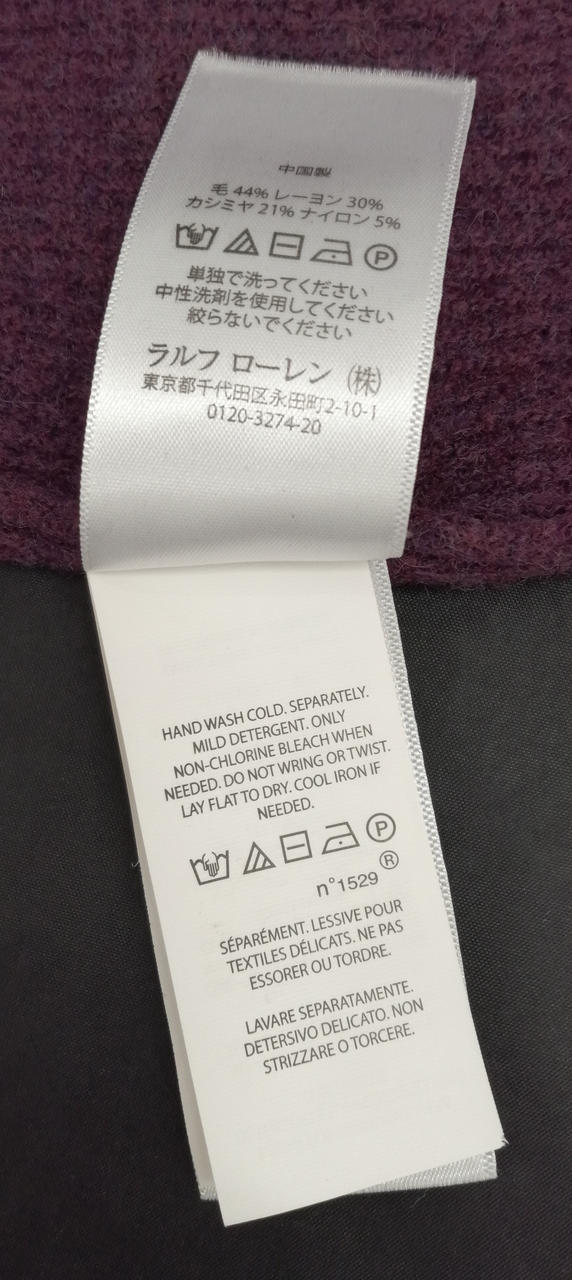 中国製
毛 44% レーヨン 30%
カシミヤ 21% ナイロン 5%
P
単独で洗ってください
中性洗剤を使用してください
絞らないでください
ラルフ ローレン (株)
東京都千代田区永田町2-10-1
0120-3274-20
HAND WASH COLD. SEPARATELY.
MILD DETERGENT. ONLY
NON-CHLORINE BLEACH WHEN
NEEDED. DO NOT WRING OR TWIST.
LAY FLAT TO DRY. COOL IRON IF
NEEDED.
P
n°1529 ®
SÉPARÉMENT. LESSIVE POUR
TEXTILES DÉLICATS. NE PAS
ESSORER OU TORDRE.
LAVARE SEPARATAMENTE.
DETERSIVO DELICATO. NON
STRIZZARE O TORCERE.